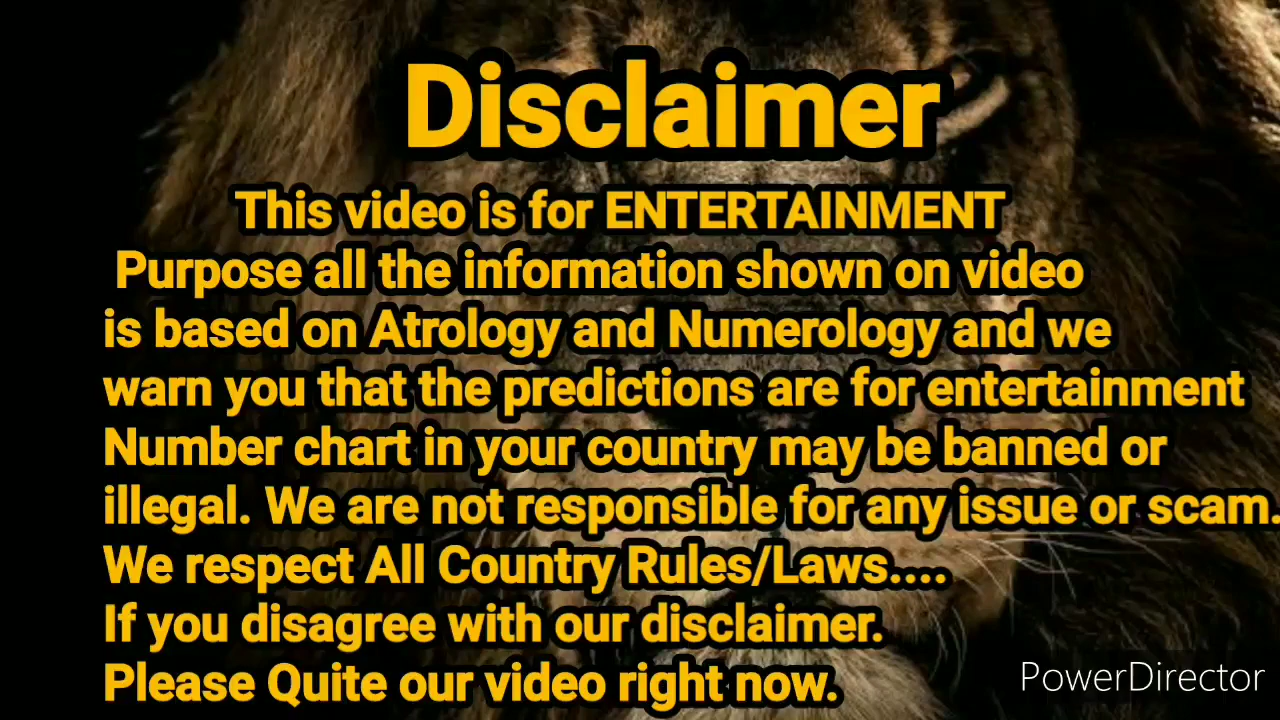 Disclaimer
This video is for ENTERTAINMENT
Purpose all the information shown on video
is based on Atrology and Numerology and we
warn you that the predictions are for entertainment
Number chart in your country may be banned or
illegal. We are not responsible for any issue or scam.
We respect All Country Rules/Laws....
If you disagree with our disclaimer.
Please Quite our video right now.
PowerDirector